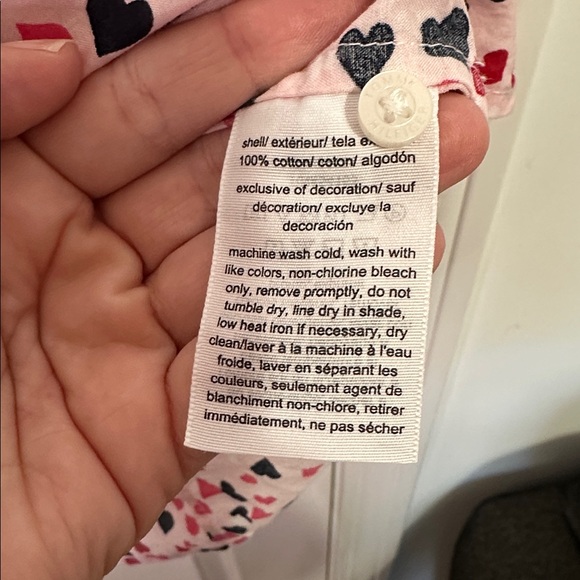 shell/ extérieur/ tela
100% cotton/ coton/ algodón
exclusive of decoration/ sauf
décoration/ excluye la
decoración
machine wash cold, wash with
like colors, non-chlorine bleach
only, remove promptly, do not
tumble dry, line dry in shade,
low heat iron if necessary, dry
clean/laver à la machine à l'eau
froide, laver en séparant les
couleurs, seulement agent de
blanchiment non-chlore, retirer
immédiatement, ne pas sécher